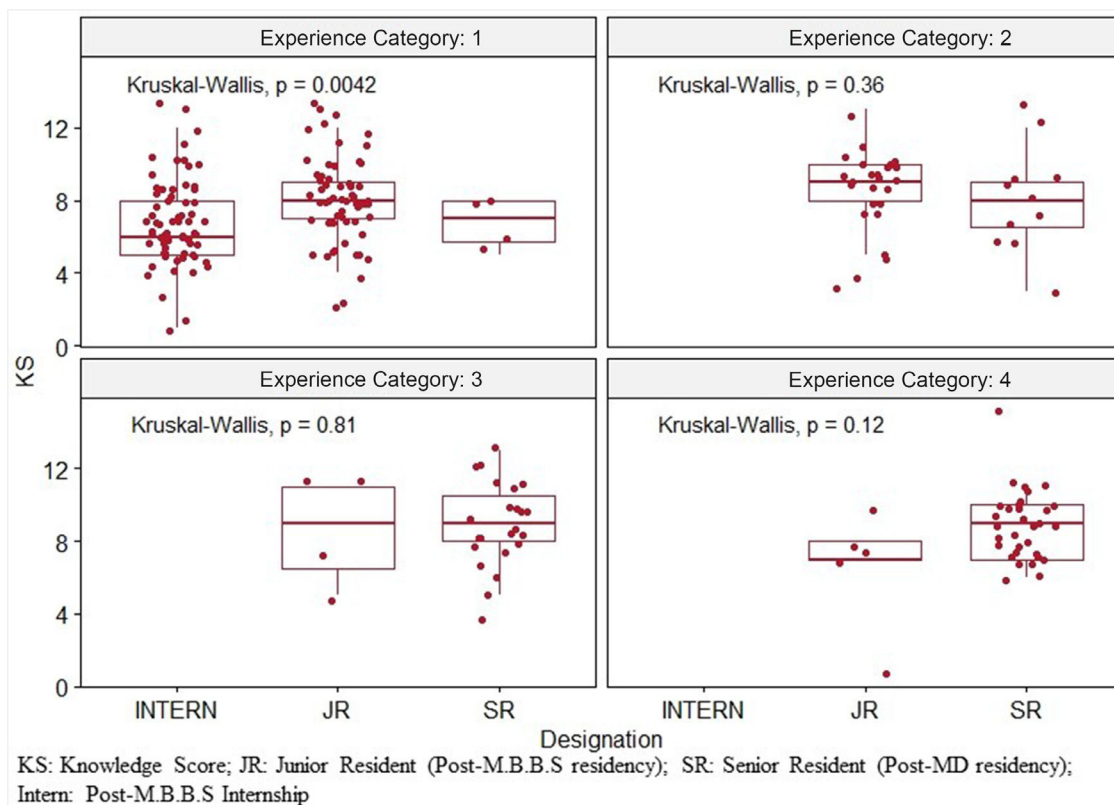 Experience Category: 1
Experience Category: 2
Kruskal-Wallis, p = 0.0042
Kruskal-Wallis, p = 0.36
12
8
4
0
KS
Experience Category: 3
Experience Category: 4
Kruskal-Wallis, p = 0.81
Kruskal-Wallis, p = 0.12
12
8
4
0
INTERN JR SR INTERN JR SR
Designation
KS: Knowledge Score; JR: Junior Resident (Post-M.B.B.S residency); SR: Senior Resident (Post-MD residency);
Intern: Post-M.B.B.S Internship